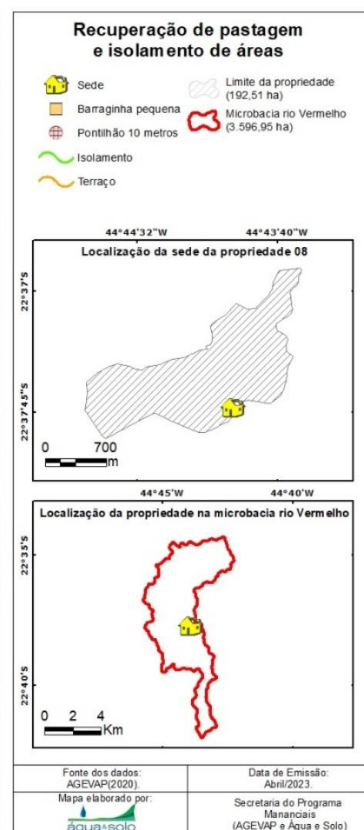 Recuperação de pastagem
e isolamento de áreas
Sede
Barraginha pequena
Pontilhão 10 metros
Isolamento
Terraço
Limite da propriedade
(192,51 ha)
Microbacia rio Vermelho
(3.596,95 ha)
44°44'32"W 44°43'40"W
Localização da sede da propriedade 08
22°37'S
22°37'45"S
0 700
m
44°45'W 44°40'W
Localização da propriedade na microbacia rio Vermelho
22°35'S
22°40'S
0 2 4
Km
Fonte dos dados:
AGEVAP(2020).
Data de Emissão:
Abril/2023.
Mapa elaborado por:
água e solo
Secretaria do Programa
Mananciais
(AGEVAP e Água e Solo)